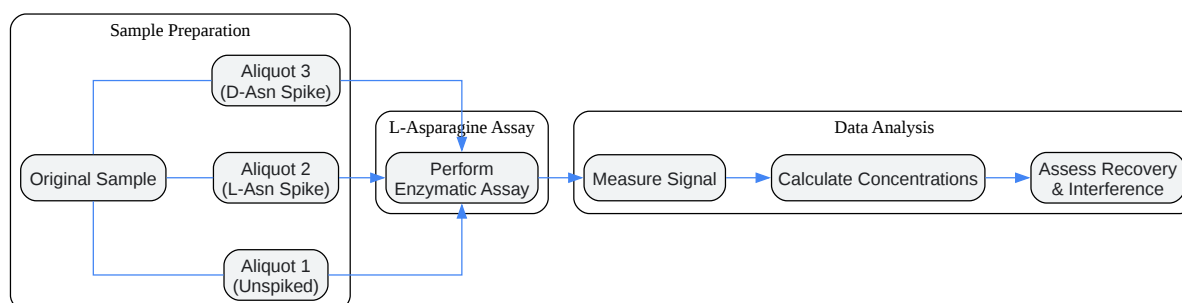 Sample Preparation
Aliquot 3
(D-Asn Spike)
L-Asparagine Assay
Data Analysis
Original Sample
Aliquot 2
(L-Asn Spike)
Perform
Enzymatic Assay
Measure Signal
Calculate Concentrations
Assess Recovery
& Interference
Aliquot 1
(Unspiked)